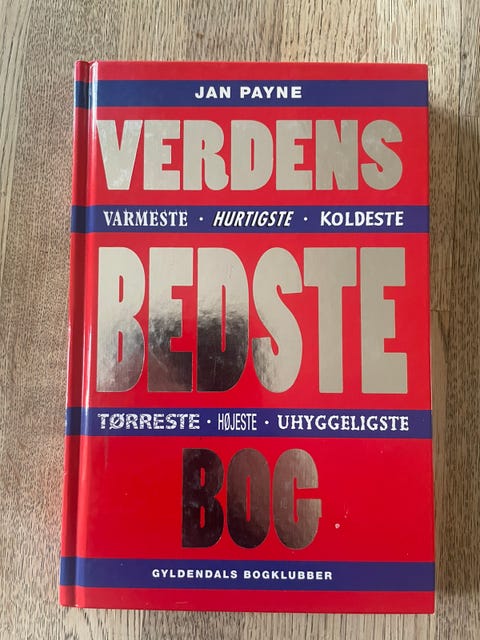 JAN PAYNE
VERDENS
VARMESTE · HURTIGSTE · KOLDESTE
BEDSTE
TØRRESTE · HØJESTE · UHYGGELIGSTE
BOG
GYLDENDALS BOGKLUBBER